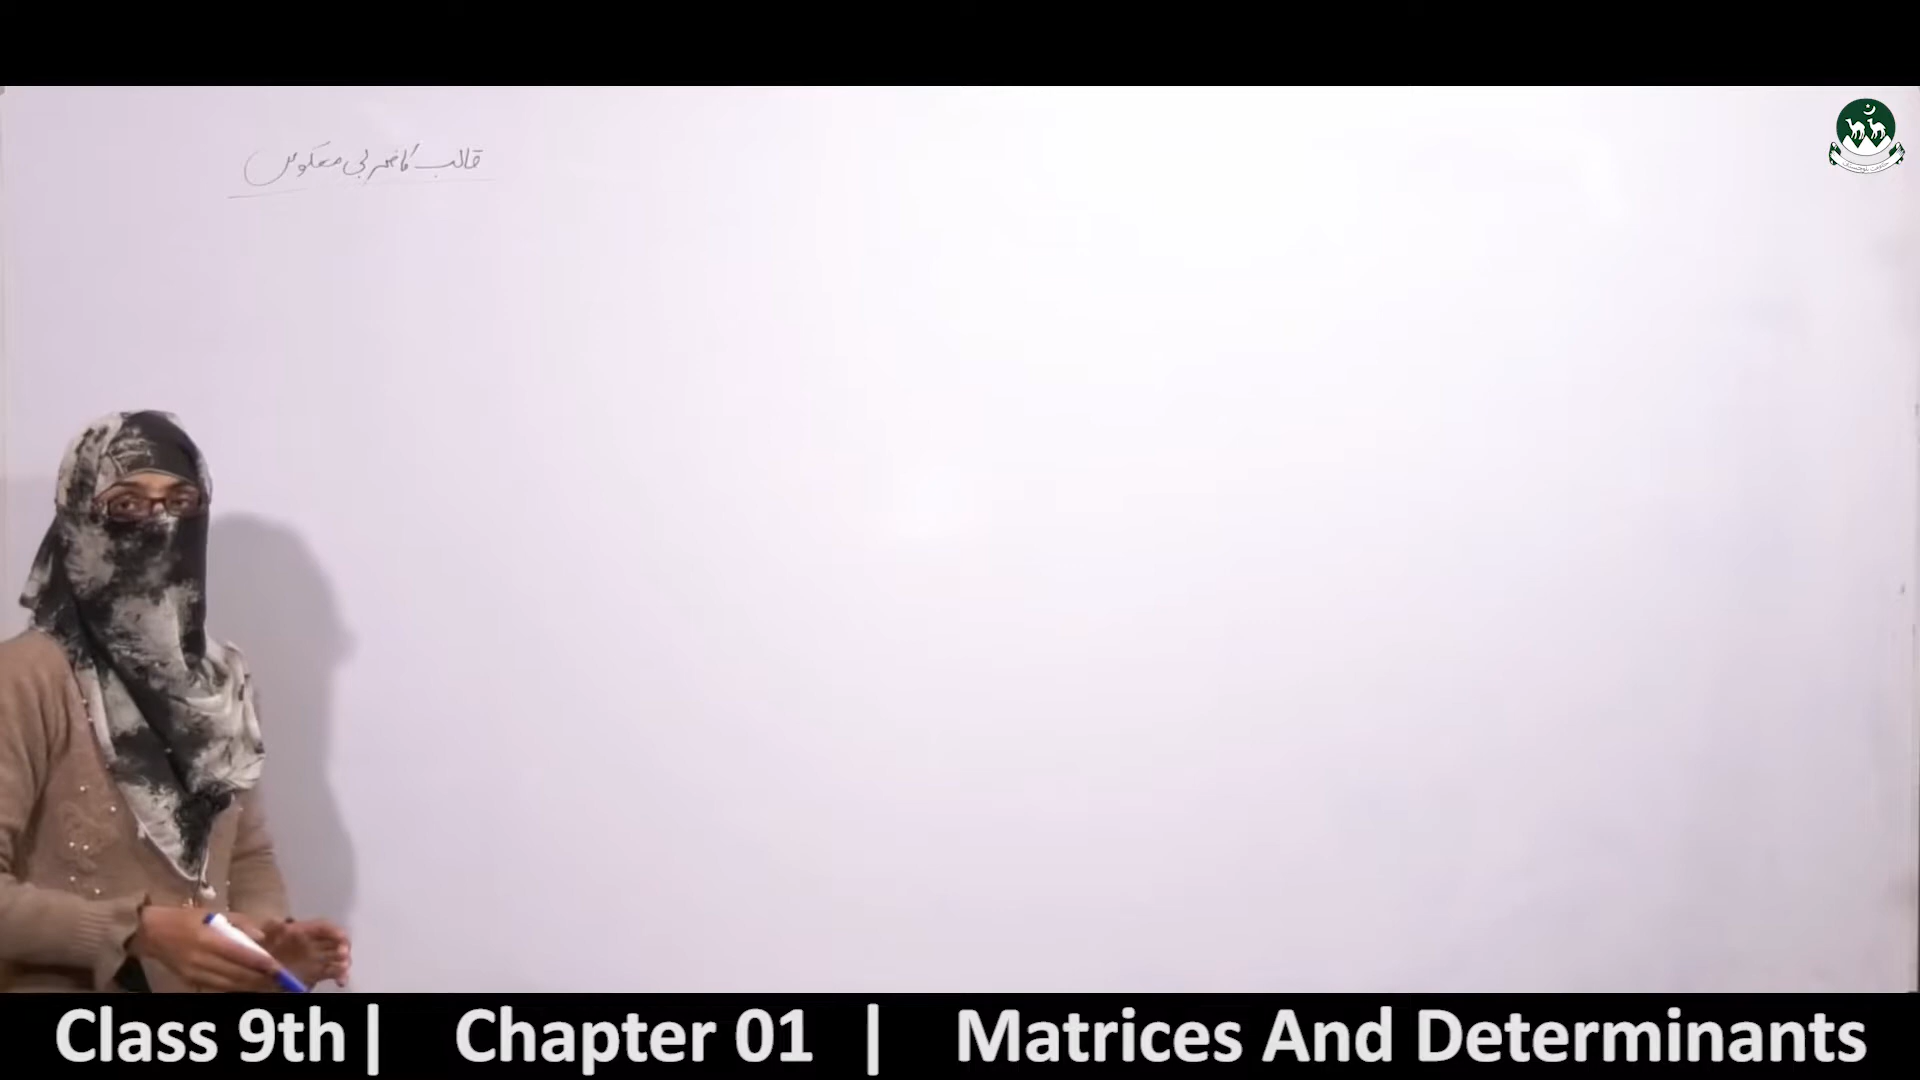 قالب کا ضربی معکوس
Class 9th | Chapter 01 | Matrices And Determinants